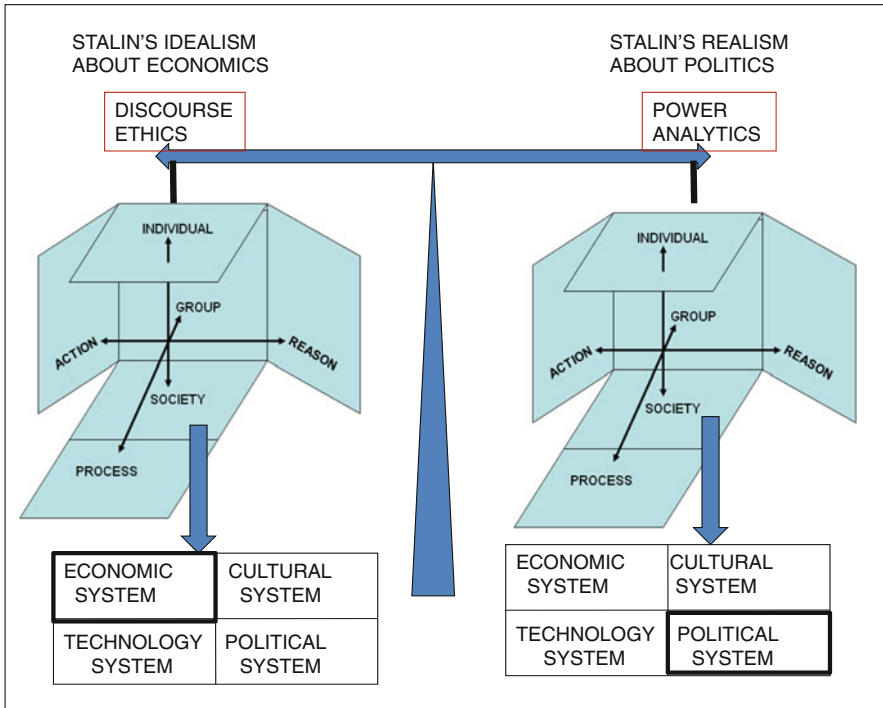 STALIN'S IDEALISM
ABOUT ECONOMICS
DISCOURSE
ETHICS
INDIVIDUAL
GROUP
ACTION
REASON
SOCIETY
PROCESS
ECONOMIC
SYSTEM
CULTURAL
SYSTEM
TECHNOLOGY
SYSTEM
POLITICAL
SYSTEM
STALIN'S REALISM
ABOUT POLITICS
POWER
ANALYTICS
INDIVIDUAL
GROUP
ACTION
REASON
SOCIETY
PROCESS
ECONOMIC
SYSTEM
CULTURAL
SYSTEM
TECHNOLOGY
SYSTEM
POLITICAL
SYSTEM